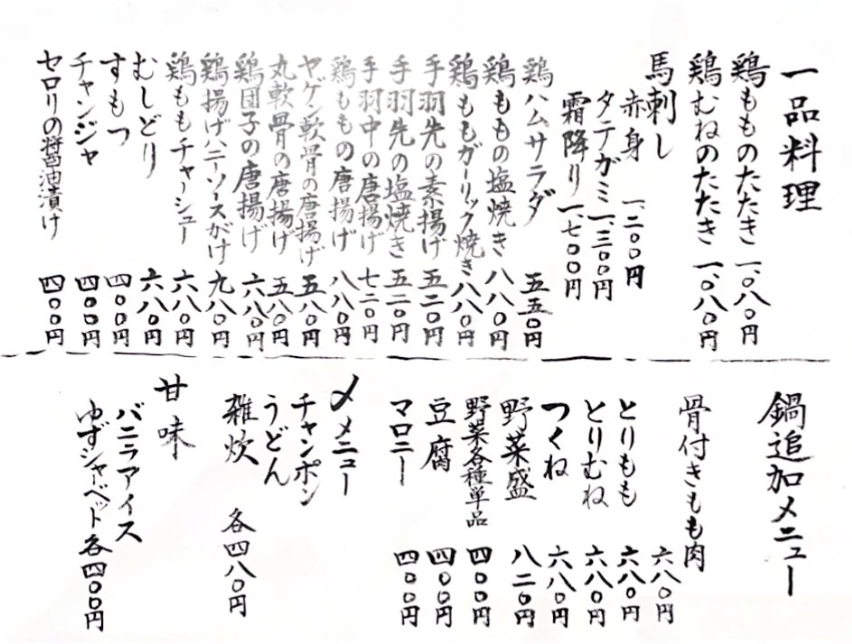 一品料理
鶏もものたたき 一、〇八〇円
鶏むねのたたき 一、〇八〇円
馬刺し
赤身 一、二〇〇円
タテガミ 一、三〇〇円
霜降り 一、七〇〇円
鶏ハムサラダ 五五〇円
鶏ももの塩焼き 八八〇円
鶏ももガーリック焼き 八八〇円
手羽先の素揚げ 五二〇円
手羽先の塩焼き 五二〇円
手羽中の唐揚げ 七二〇円
鶏ももの唐揚げ 八八〇円
ヤゲン軟骨の唐揚げ 五八〇円
丸軟骨の唐揚げ 五八〇円
鶏団子の唐揚げ 六八〇円
鶏揚げハニーソースがけ 九八〇円
鶏ももチャーシュー 六八〇円
むしどり 六八〇円
すもつ 四〇〇円
チャンジャ 四〇〇円
セロリの醤油漬け 四〇〇円
鍋追加メニュー
骨付きもも肉 六八〇円
とりもも 六八〇円
とりむね 六八〇円
つくね 六八〇円
野菜盛 八二〇円
野菜各種単品 四〇〇円
豆腐 四〇〇円
マロニー 四〇〇円
〆メニュー
チャンポン
うどん
雑炊 各四八〇円
甘味
バニラアイス
ゆずシャーベット 各四〇〇円